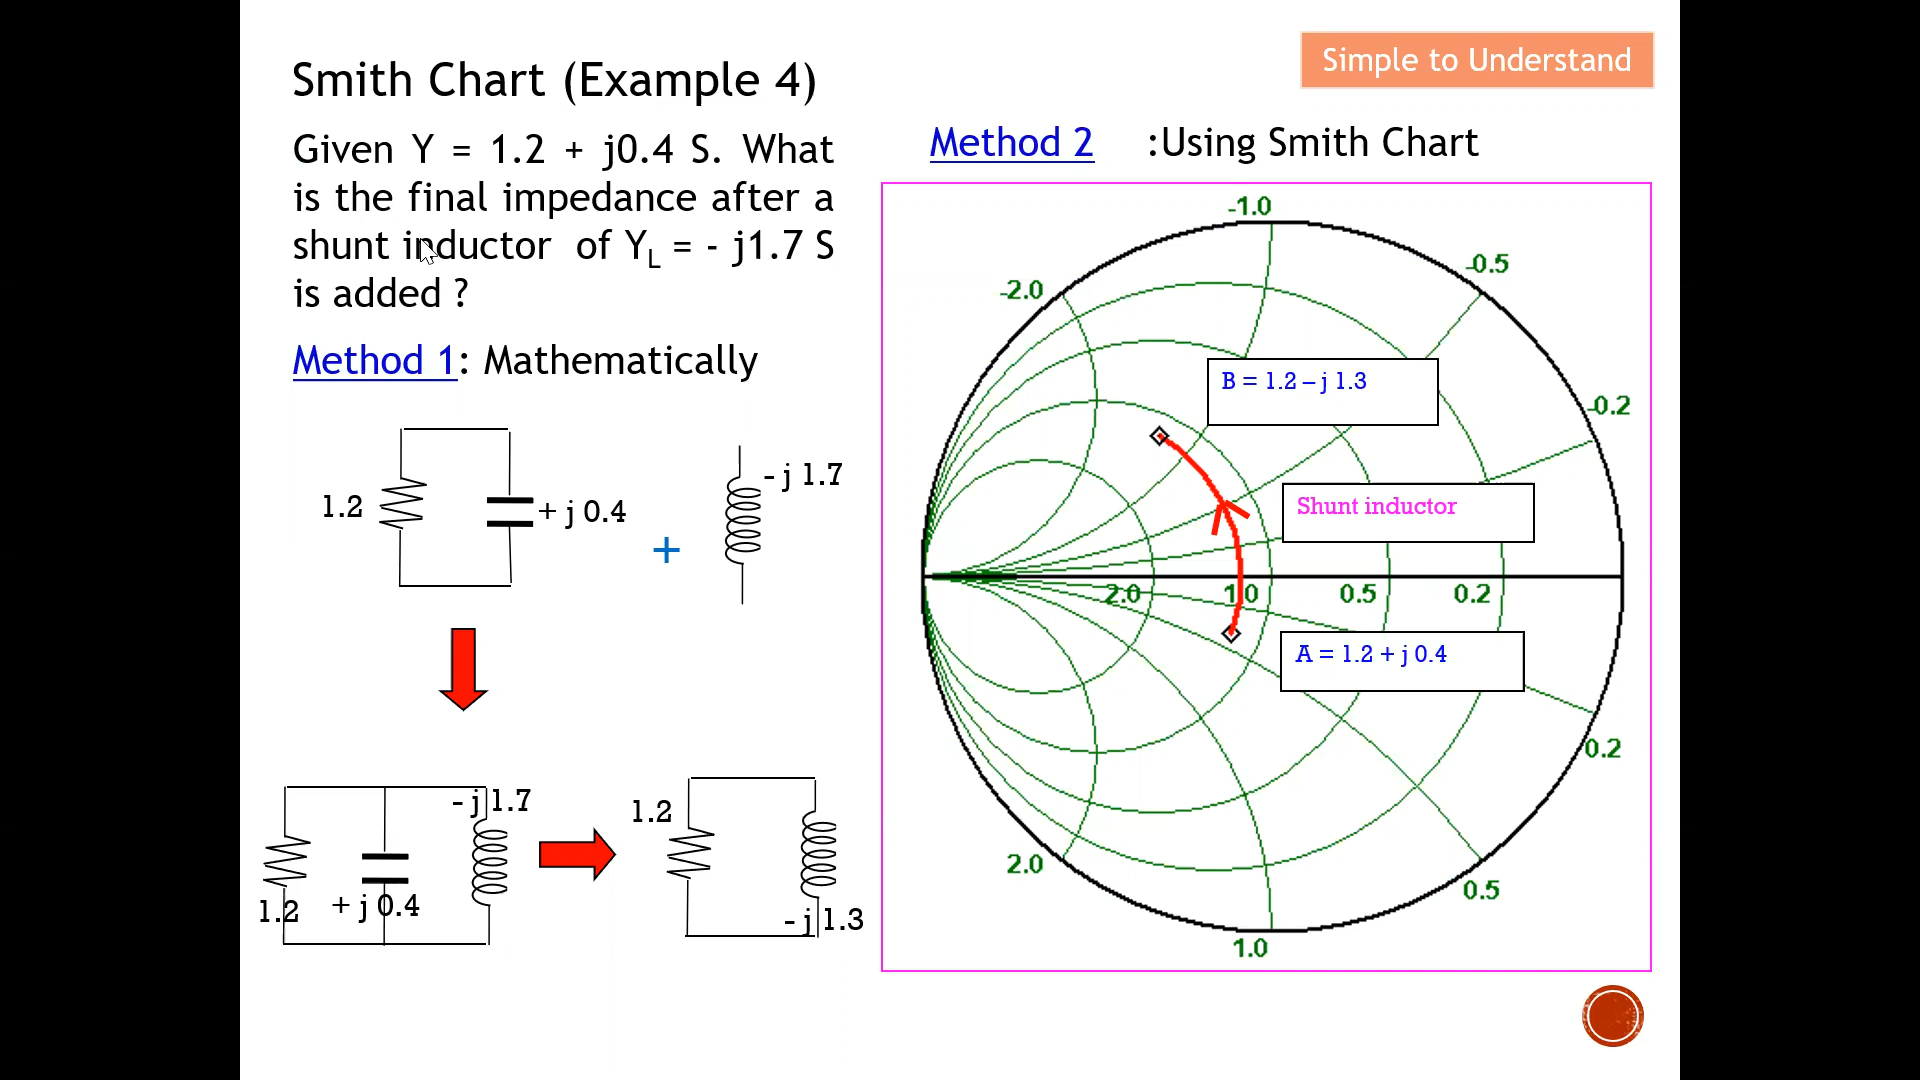 Simple to Understand
Smith Chart (Example 4)
Given Y = 1.2 + j0.4 S. What
is the final impedance after a
shunt inductor of YL = - j1.7 S
is added ?
Method 1: Mathematically
1.2
+ j 0.4
+
- j 1.7
- j 1.7
1.2
+ j 0.4
1.2
- j 1.3
Method 2 :Using Smith Chart
-1.0
-0.5
-2.0
B = 1.2 – j 1.3
-0.2
Shunt inductor
2.0 1.0 0.5 0.2
A = 1.2 + j 0.4
0.2
2.0
0.5
1.0